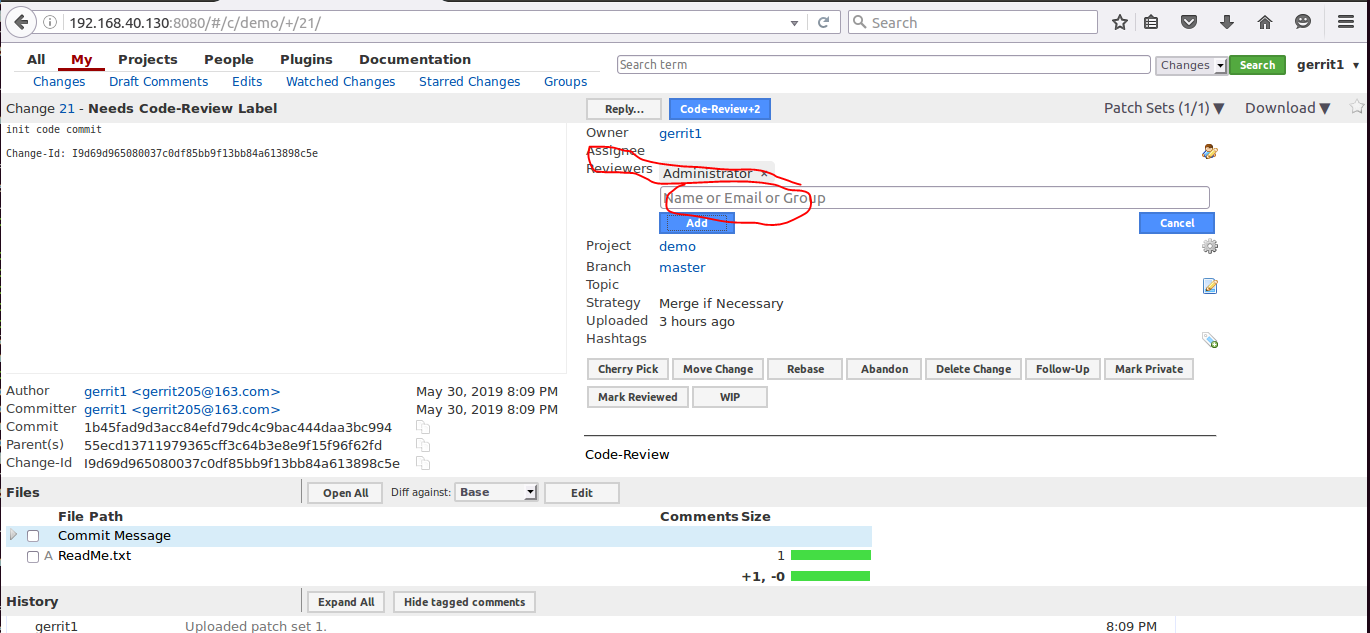 192.168.40.130:8080/#/c/demo/+/21/ Search
All My Projects People Plugins Documentation Search term Changes Search gerrit1
Changes Draft Comments Edits Watched Changes Starred Changes Groups
Change 21 - Needs Code-Review Label Reply... Code-Review+2 Patch Sets (1/1) Download
init code commit
Change-Id: I9d69d965080037c0df85bb9f13bb84a613898c5e
Owner gerrit1
Assignee
Reviewers Administrator ×
Name or Email or Group
Add Cancel
Project demo
Branch master
Topic
Strategy Merge if Necessary
Uploaded 3 hours ago
Hashtags
Cherry Pick Move Change Rebase Abandon Delete Change Follow-Up Mark Private
Mark Reviewed WIP
Author gerrit1 <gerrit205@163.com> May 30, 2019 8:09 PM
Committer gerrit1 <gerrit205@163.com> May 30, 2019 8:09 PM
Commit 1b45fad9d3acc84efd79dc4c9bac444daa3bc994
Parent(s) 55ecd13711979365cff3c64b3e8e9f15f96f62fd
Change-Id I9d69d965080037c0df85bb9f13bb84a613898c5e
Code-Review
Files Open All Diff against: Base Edit
File Path Comments Size
Commit Message
A ReadMe.txt 1
+1, -0
History Expand All Hide tagged comments
gerrit1 Uploaded patch set 1. 8:09 PM